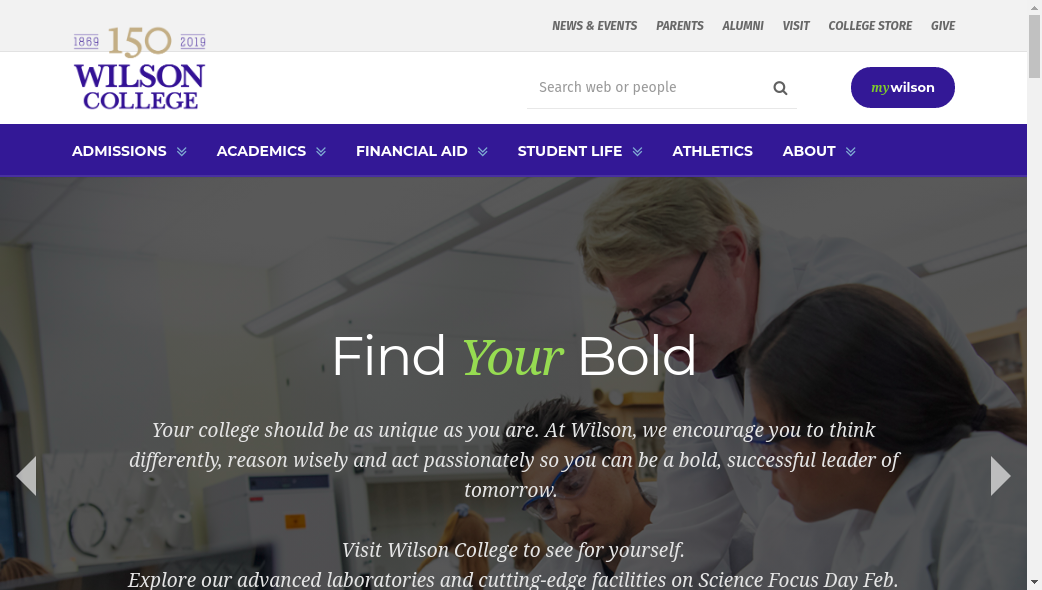 NEWS & EVENTS PARENTS ALUMNI VISIT COLLEGE STORE GIVE
1869 150 2019
WILSON
COLLEGE
Search web or people
mywilson
ADMISSIONS ACADEMICS FINANCIAL AID STUDENT LIFE ATHLETICS ABOUT
Find Your Bold
Your college should be as unique as you are. At Wilson, we encourage you to think
differently, reason wisely and act passionately so you can be a bold, successful leader of
tomorrow.
Visit Wilson College to see for yourself.
Explore our advanced laboratories and cutting-edge facilities on Science Focus Day Feb.